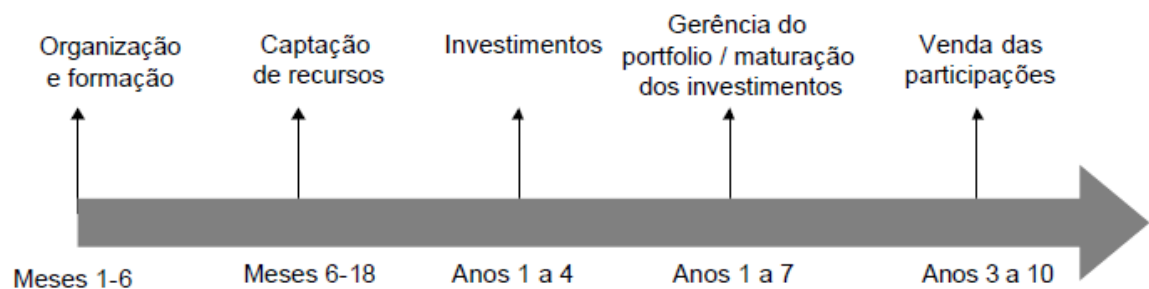 Organização
e formação
Captação
de recursos
Investimentos
Gerência do
portfolio / maturação
dos investimentos
Venda das
participações
Meses 1-6
Meses 6-18
Anos 1 a 4
Anos 1 a 7
Anos 3 a 10